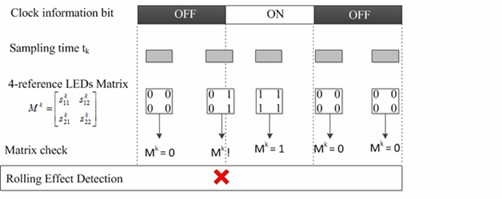 Clock information bit OFF ON OFF
Sampling time tk
4-reference LEDs Matrix
0 0 0 1 1 1 0 0 0 0
M^k = [ s^k_11 s^k_12
0 0 0 1 1 1 0 0 0 0
s^k_21 s^k_22 ]
Matrix check M^k = 0 M^k ! M^k = 1 M^k = 0 M^k = 0
Rolling Effect Detection